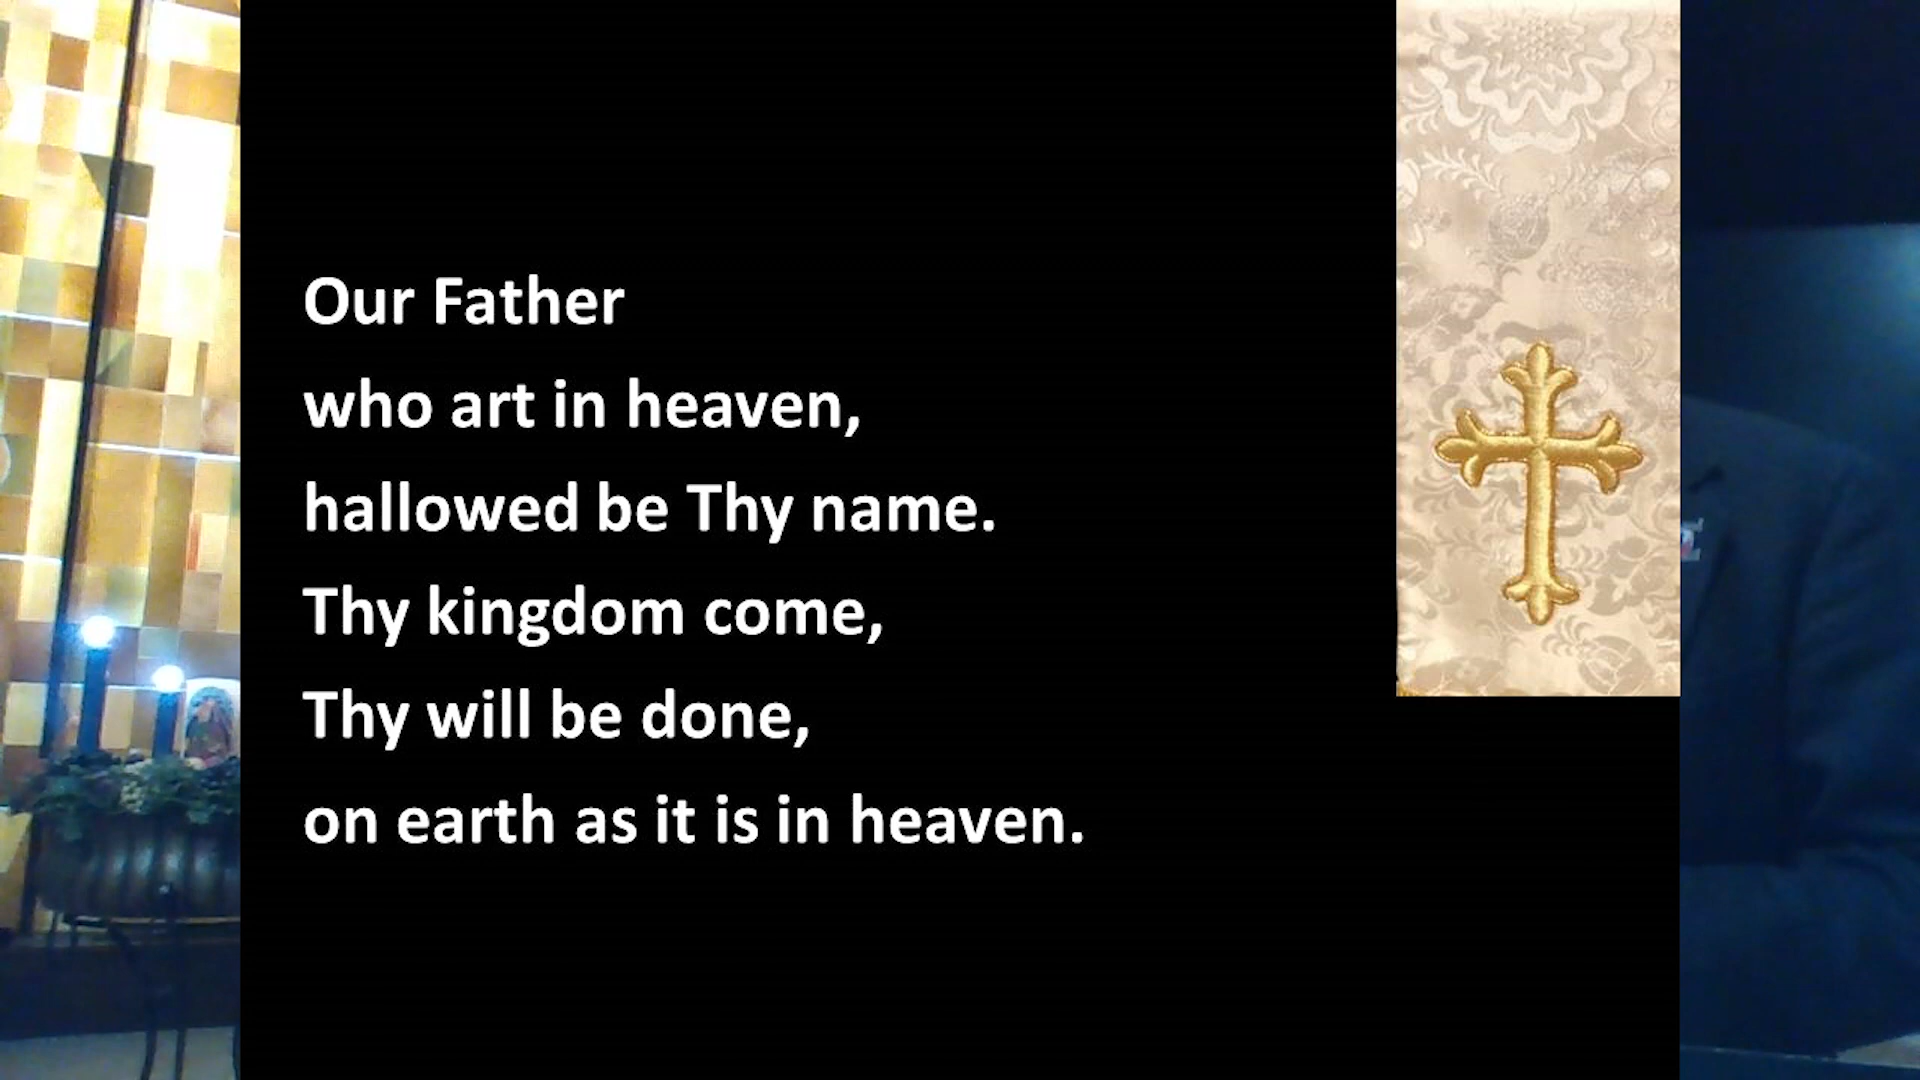 Our Father
who art in heaven,
hallowed be Thy name.
Thy kingdom come,
Thy will be done,
on earth as it is in heaven.